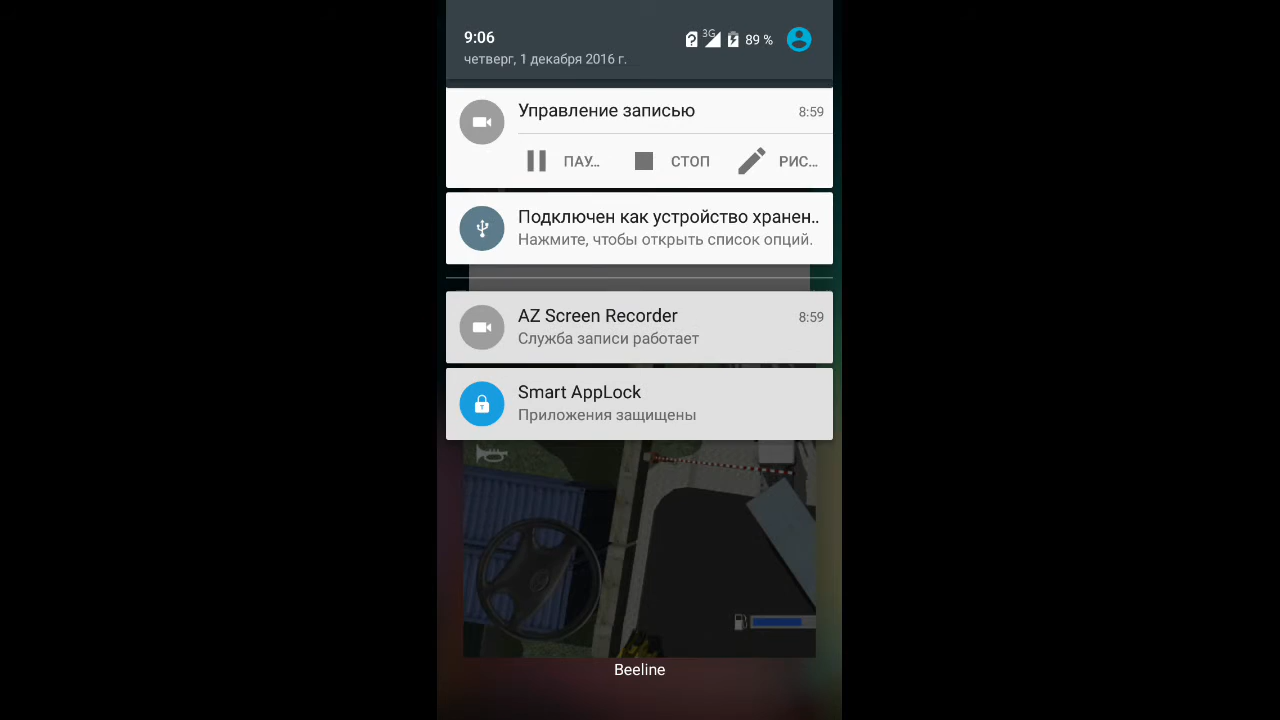 9:06
3G
89 %
четверг, 1 декабря 2016 г.
Управление записью
8:59
ПАУ...
СТОП
РИС...
Подключен как устройство хранен..
Нажмите, чтобы открыть список опций.
AZ Screen Recorder
8:59
Служба записи работает
Smart AppLock
Приложения защищены
Beeline